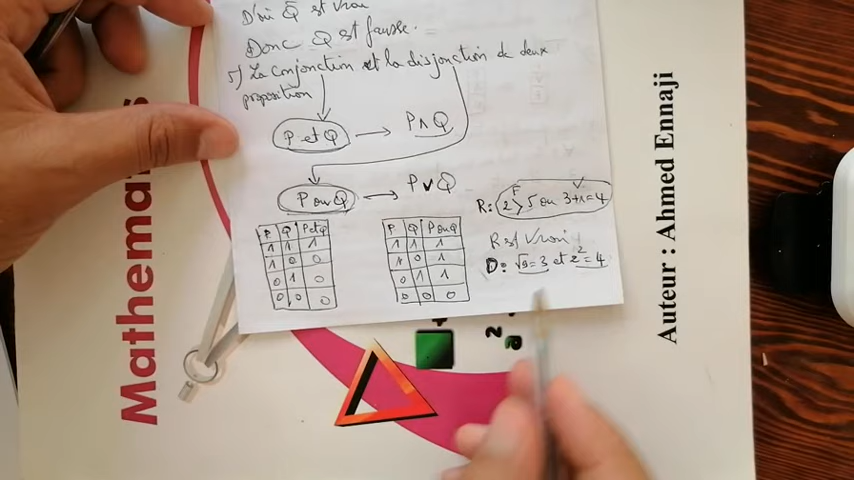 D'où Q̄ est vrai
Donc Q est fausse.
5) La conjonction et la disjonction de deux
proposition
P et Q → P∧Q
P ou Q → P∨Q
R: 2 > 5 ou 3+1=4
F ✓
R est Vrai
D: √9=3 et 2²=4
P Q P et Q
1 1 1
1 0 0
0 1 0
0 0 0
P Q P ou Q
1 1 1
1 0 1
0 1 1
0 0 0
Mathematiques
Mathema
Auteur : Ahmed Ennaji